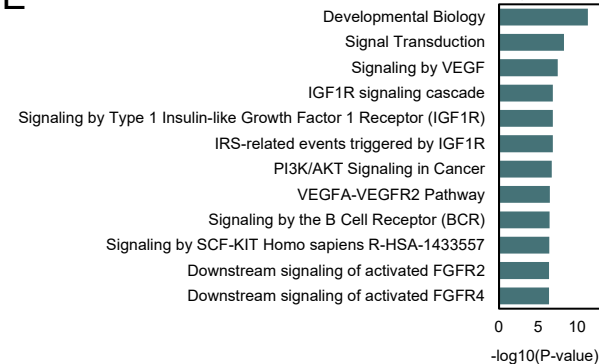 E
Developmental Biology
Signal Transduction
Signaling by VEGF
IGF1R signaling cascade
Signaling by Type 1 Insulin-like Growth Factor 1 Receptor (IGF1R)
IRS-related events triggered by IGF1R
PI3K/AKT Signaling in Cancer
VEGFA-VEGFR2 Pathway
Signaling by the B Cell Receptor (BCR)
Signaling by SCF-KIT Homo sapiens R-HSA-1433557
Downstream signaling of activated FGFR2
Downstream signaling of activated FGFR4
0 5 10
-log10(P-value)